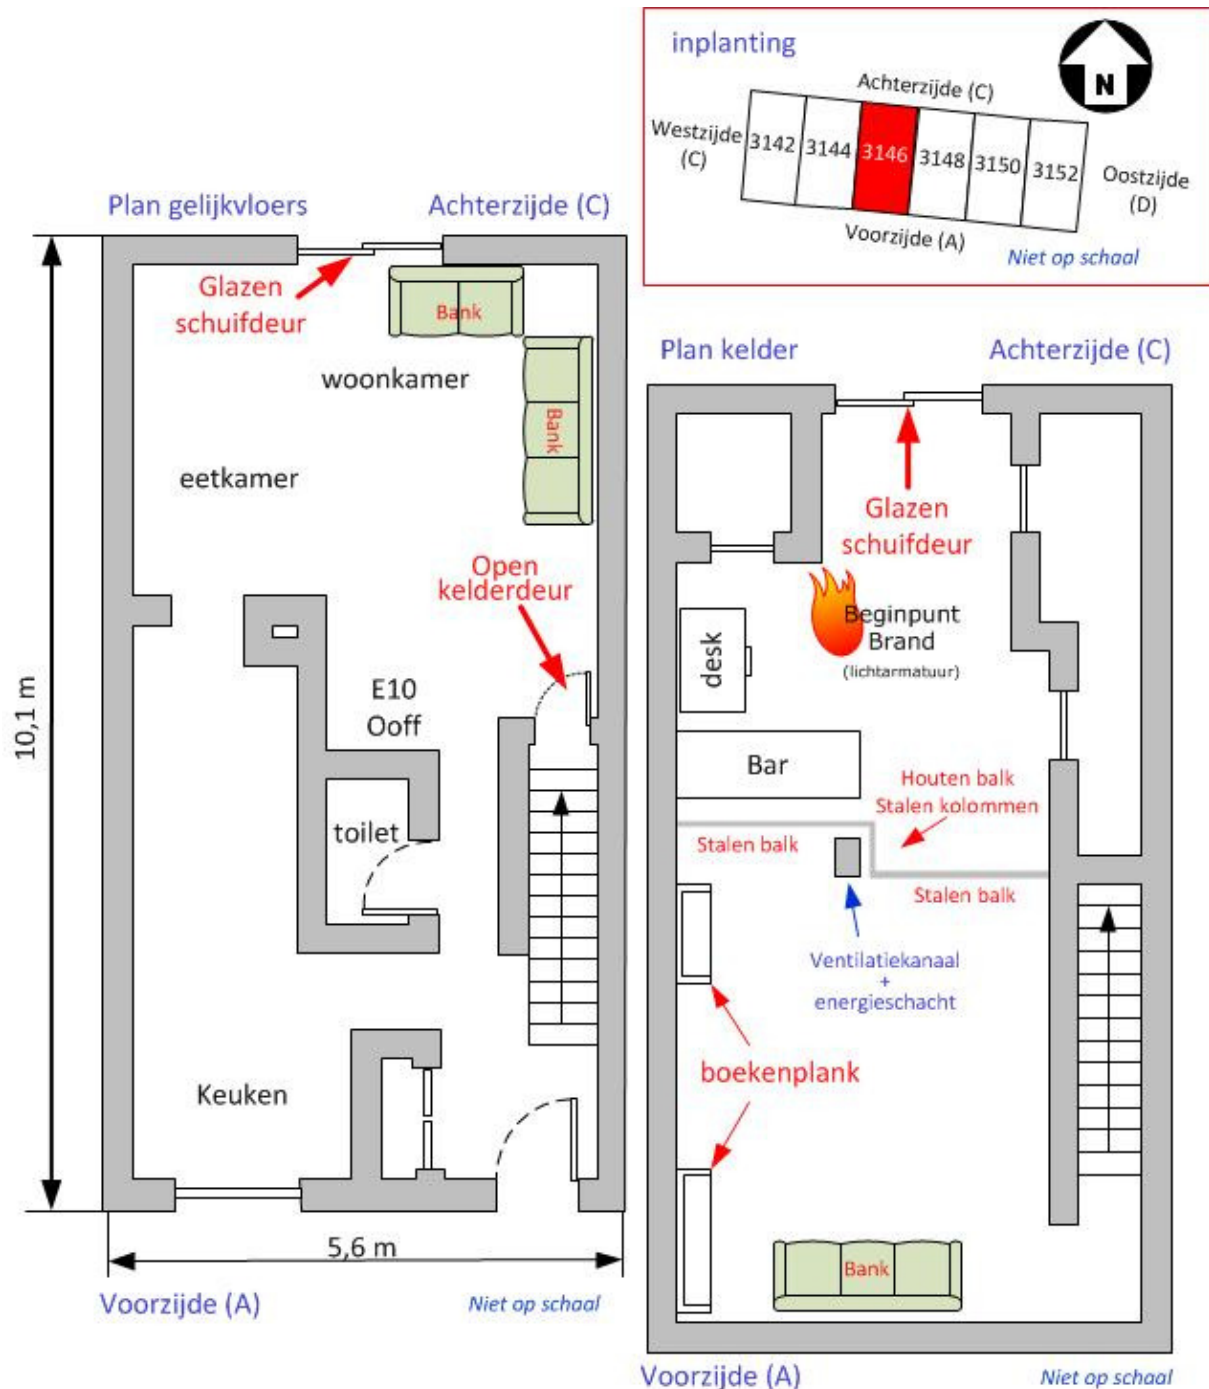 inplanting
N
Achterzijde (C)
Westzijde
(C)
3142
3144
3146
3148
3150
3152
Oostzijde
(D)
Voorzijde (A)
Niet op schaal
Plan gelijkvloers
Achterzijde (C)
Glazen
schuifdeur
Bank
woonkamer
Bank
eetkamer
Open
kelderdeur
E10
Ooff
10,1 m
toilet
Keuken
5,6 m
Voorzijde (A)
Niet op schaal
Plan kelder
Achterzijde (C)
Glazen
schuifdeur
Beginpunt
Brand
(lichtarmatuur)
desk
Bar
Houten balk
Stalen kolommen
Stalen balk
Stalen balk
Ventilatiekanaal
+
energieschacht
boekenplank
Bank
Voorzijde (A)
Niet op schaal